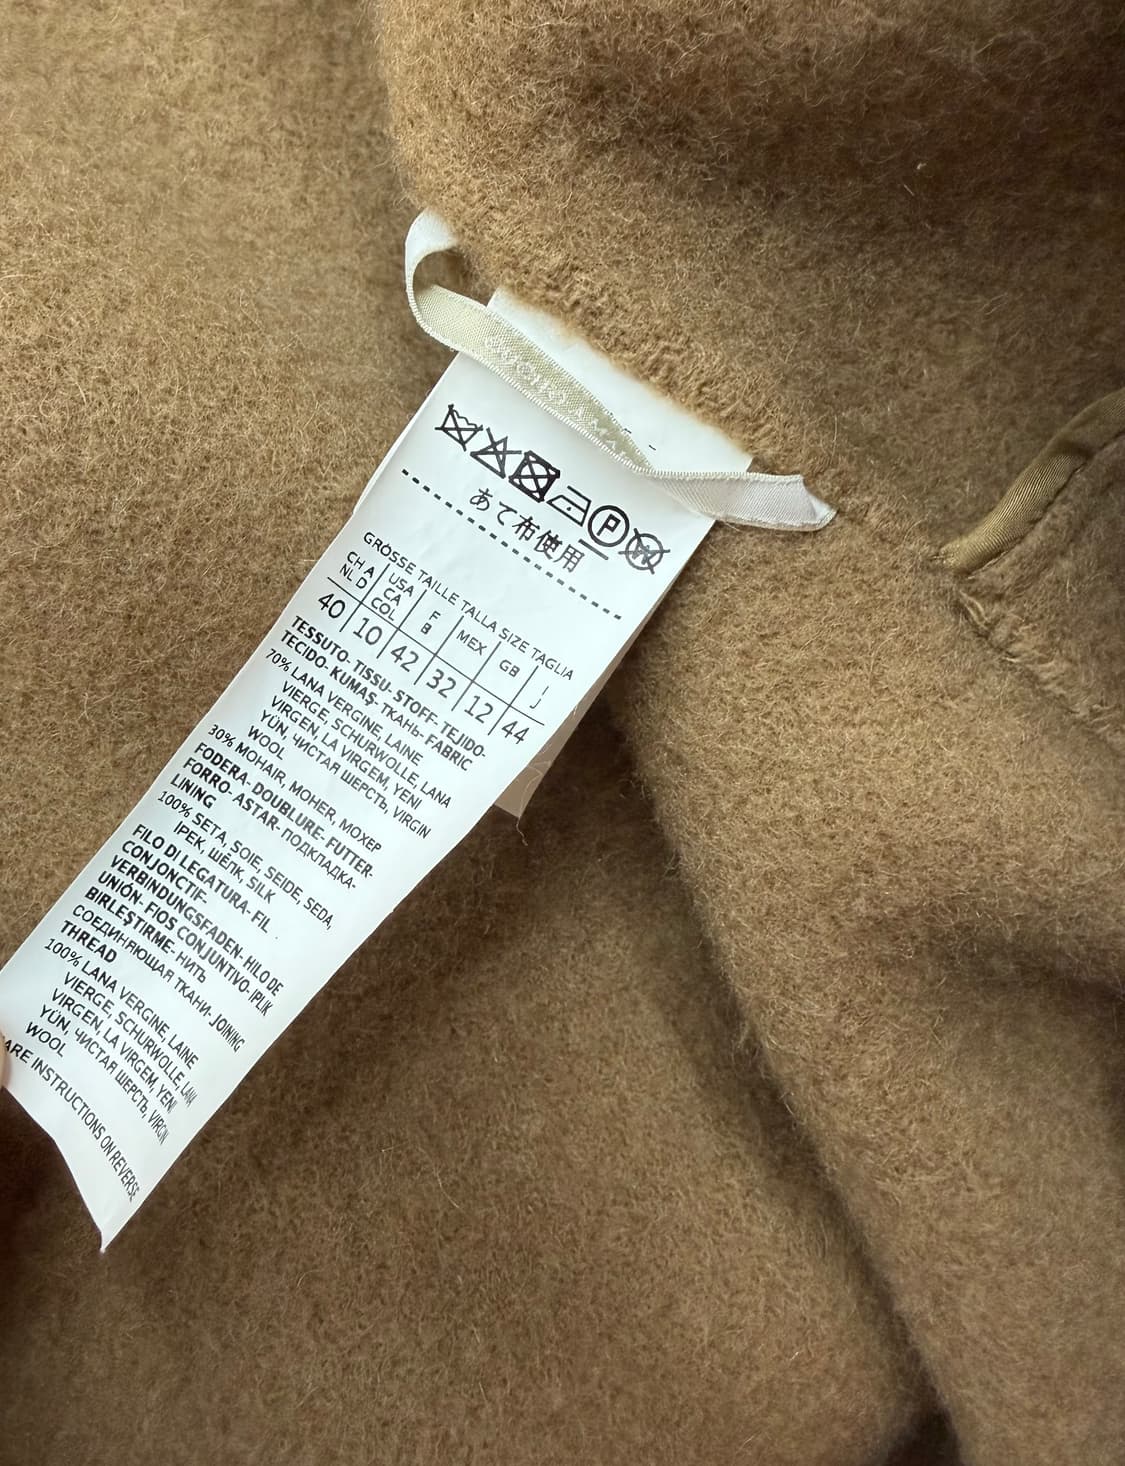 P
W
あて布使用
GRÖSSE TAILLE TALLA SIZE TAGLIA
CH A
NL D
USA
CA
COL
F
B
MEX
GB
I
J
40 10 42 32 12 44
TESSUTO- TISSU- STOFF- TEJIDO-
TECIDO- KUMAŞ- ТКАНЬ- FABRIC
70% LANA VERGINE, LAINE
VIERGE, SCHURWOLLE, LANA
VIRGEN, LA VIRGEM, YENI
YÜN, ЧИСТАЯ ШЕРСТЬ, VIRGIN
WOOL
30% MOHAIR, MOHER, МОХЕР
FODERA- DOUBLURE- FUTTER-
FORRO- ASTAR- ПОДКЛАДКА-
LINING
100% SETA, SOIE, SEIDE, SEDA,
IPEK, ШЁЛК, SILK
FILO DI LEGATURA- FIL
CONJONCTIF-
VERBINDUNGSFADEN- HILO DE
UNIÓN- FIOS CONJUNTIVO- IPLIK
BIRLEŞTIRME- НИТЬ
СОЕДИНЯЮЩАЯ ТКАНИ- JOINING
THREAD
100% LANA VERGINE, LAINE
VIERGE, SCHURWOLLE, LANA
VIRGEN, LA VIRGEM, YENI
YÜN, ЧИСТАЯ ШЕРСТЬ, VIRGIN
WOOL
ARE INSTRUCTIONS ON REVERSE